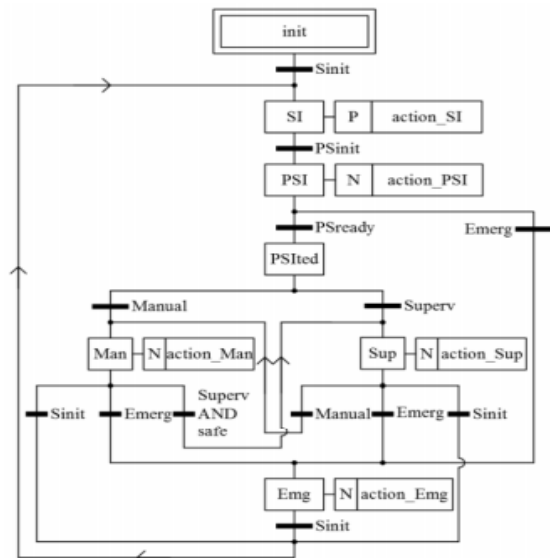 init
Sinit
SI P action_SI
PSinit
PSI N action_PSI
PSready
Emerg
PSIted
Manual
Superv
Man N action_Man
Sup N action_Sup
Sinit
Emerg
Superv
AND
safe
Manual
Emerg
Sinit
Emg N action_Emg
Sinit